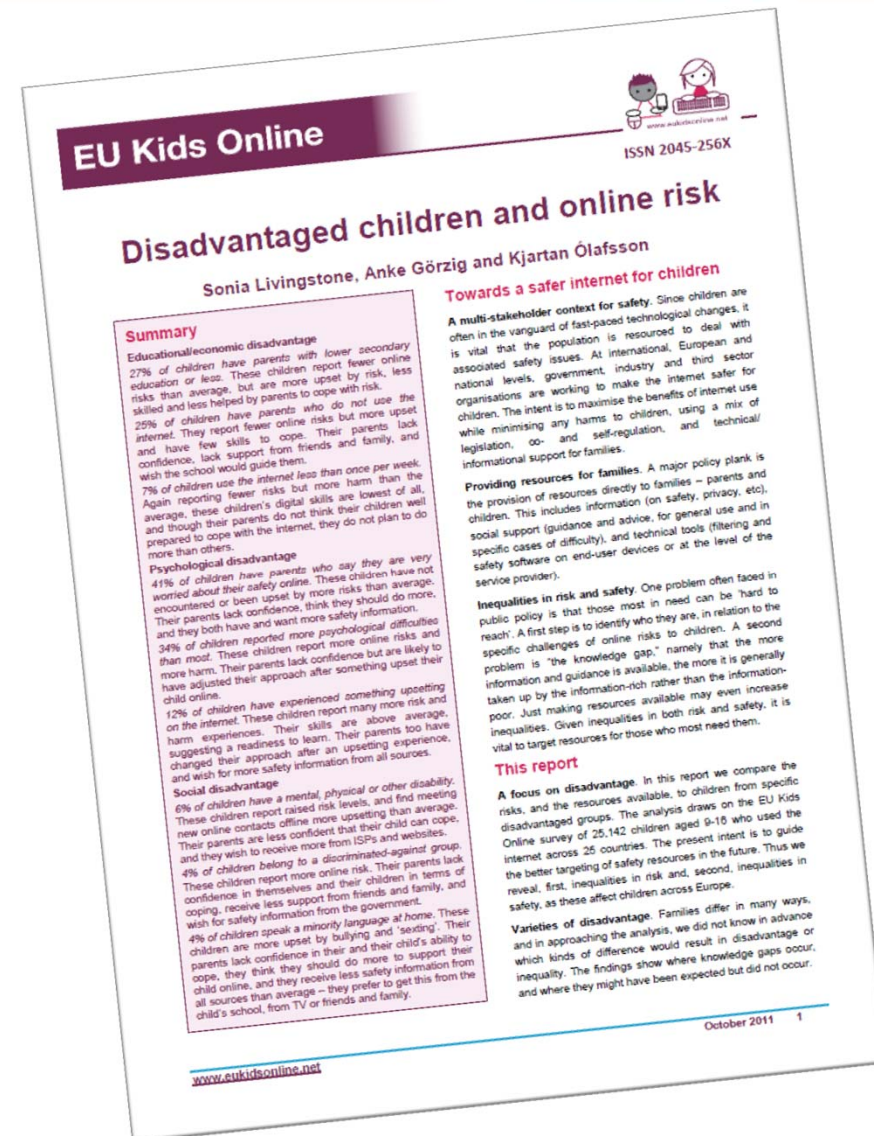 EU Kids Online
www.eukidsonline.net
ISSN 2045-256X
Disadvantaged children and online risk
Sonia Livingstone, Anke Görzig and Kjartan Ólafsson
Summary
Educational/economic disadvantage
27% of children have parents with lower secondary
education or less. These children report fewer online
risks than average, but are more upset by risk, less
skilled and less helped by parents to cope with risk.
25% of children have parents who do not use the
internet. They report fewer online risks but more upset
and have few skills to cope. Their parents lack
confidence, lack support from friends and family, and
wish the school would guide them.
7% of children use the internet less than once per week.
Again reporting fewer risks but more harm than the
average, these children's digital skills are lowest of all,
and though their parents do not think their children well
prepared to cope with the internet, they do not plan to do
more than others.
Psychological disadvantage
41% of children have parents who say they are very
worried about their safety online. These children have not
encountered or been upset by more risks than average.
Their parents lack confidence, think they should do more,
and they both have and want more safety information.
34% of children reported more psychological difficulties
than most. These children report more online risks and
more harm. Their parents lack confidence but are likely to
have adjusted their approach after something upset their
child online.
12% of children have experienced something upsetting
on the internet. These children report many more risk and
harm experiences. Their skills are above average,
suggesting a readiness to learn. Their parents too have
changed their approach after an upsetting experience,
and wish for more safety information from all sources.
Social disadvantage
6% of children have a mental, physical or other disability.
These children report raised risk levels, and find meeting
new online contacts offline more upsetting than average.
Their parents are less confident that their child can cope,
and they wish to receive more from ISPs and websites.
4% of children belong to a discriminated-against group.
These children report more online risk. Their parents lack
confidence in themselves and their children in terms of
coping, receive less support from friends and family, and
wish for safety information from the government.
4% of children speak a minority language at home. These
children are more upset by bullying and 'sexting'. Their
parents lack confidence in their and their child's ability to
cope, they think they should do more to support their
child online, and they receive less safety information from
all sources than average – they prefer to get this from the
child's school, from TV or friends and family.
Towards a safer internet for children
A multi-stakeholder context for safety. Since children are
often in the vanguard of fast-paced technological changes, it
is vital that the population is resourced to deal with
associated safety issues. At international, European and
national levels, government, industry and third sector
organisations are working to make the internet safer for
children. The intent is to maximise the benefits of internet use
while minimising any harms to children, using a mix of
legislation, co- and self-regulation, and technical/
informational support for families.
Providing resources for families. A major policy plank is
the provision of resources directly to families – parents and
children. This includes information (on safety, privacy, etc),
social support (guidance and advice, for general use and in
specific cases of difficulty), and technical tools (filtering and
safety software on end-user devices or at the level of the
service provider).
Inequalities in risk and safety. One problem often faced in
public policy is that those most in need can be 'hard to
reach'. A first step is to identify who they are, in relation to the
specific challenges of online risks to children. A second
problem is "the knowledge gap," namely that the more
information and guidance is available, the more it is generally
taken up by the information-rich rather than the information-
poor. Just making resources available may even increase
inequalities. Given inequalities in both risk and safety, it is
vital to target resources for those who most need them.
This report
A focus on disadvantage. In this report we compare the
risks, and the resources available, to children from specific
disadvantaged groups. The analysis draws on the EU Kids
Online survey of 25,142 children aged 9-16 who used the
internet across 25 countries. The present intent is to guide
the better targeting of safety resources in the future. Thus we
reveal, first, inequalities in risk and, second, inequalities in
safety, as these affect children across Europe.
Varieties of disadvantage. Families differ in many ways,
and in approaching the analysis, we did not know in advance
which kinds of difference would result in disadvantage or
inequality. The findings show where knowledge gaps occur,
and where they might have been expected but did not occur.
www.eukidsonline.net
October 2011 1